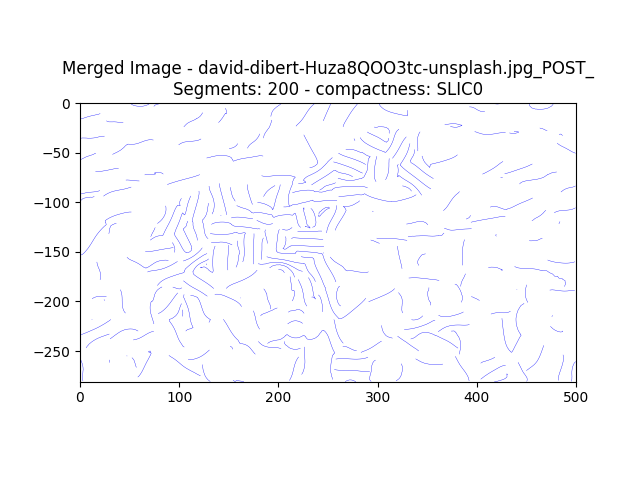 Merged Image - david-dibert-Huza8QOO3tc-unsplash.jpg_POST_
Segments: 200 - compactness: SLIC0
0
−50
−100
−150
−200
−250
0 100 200 300 400 500